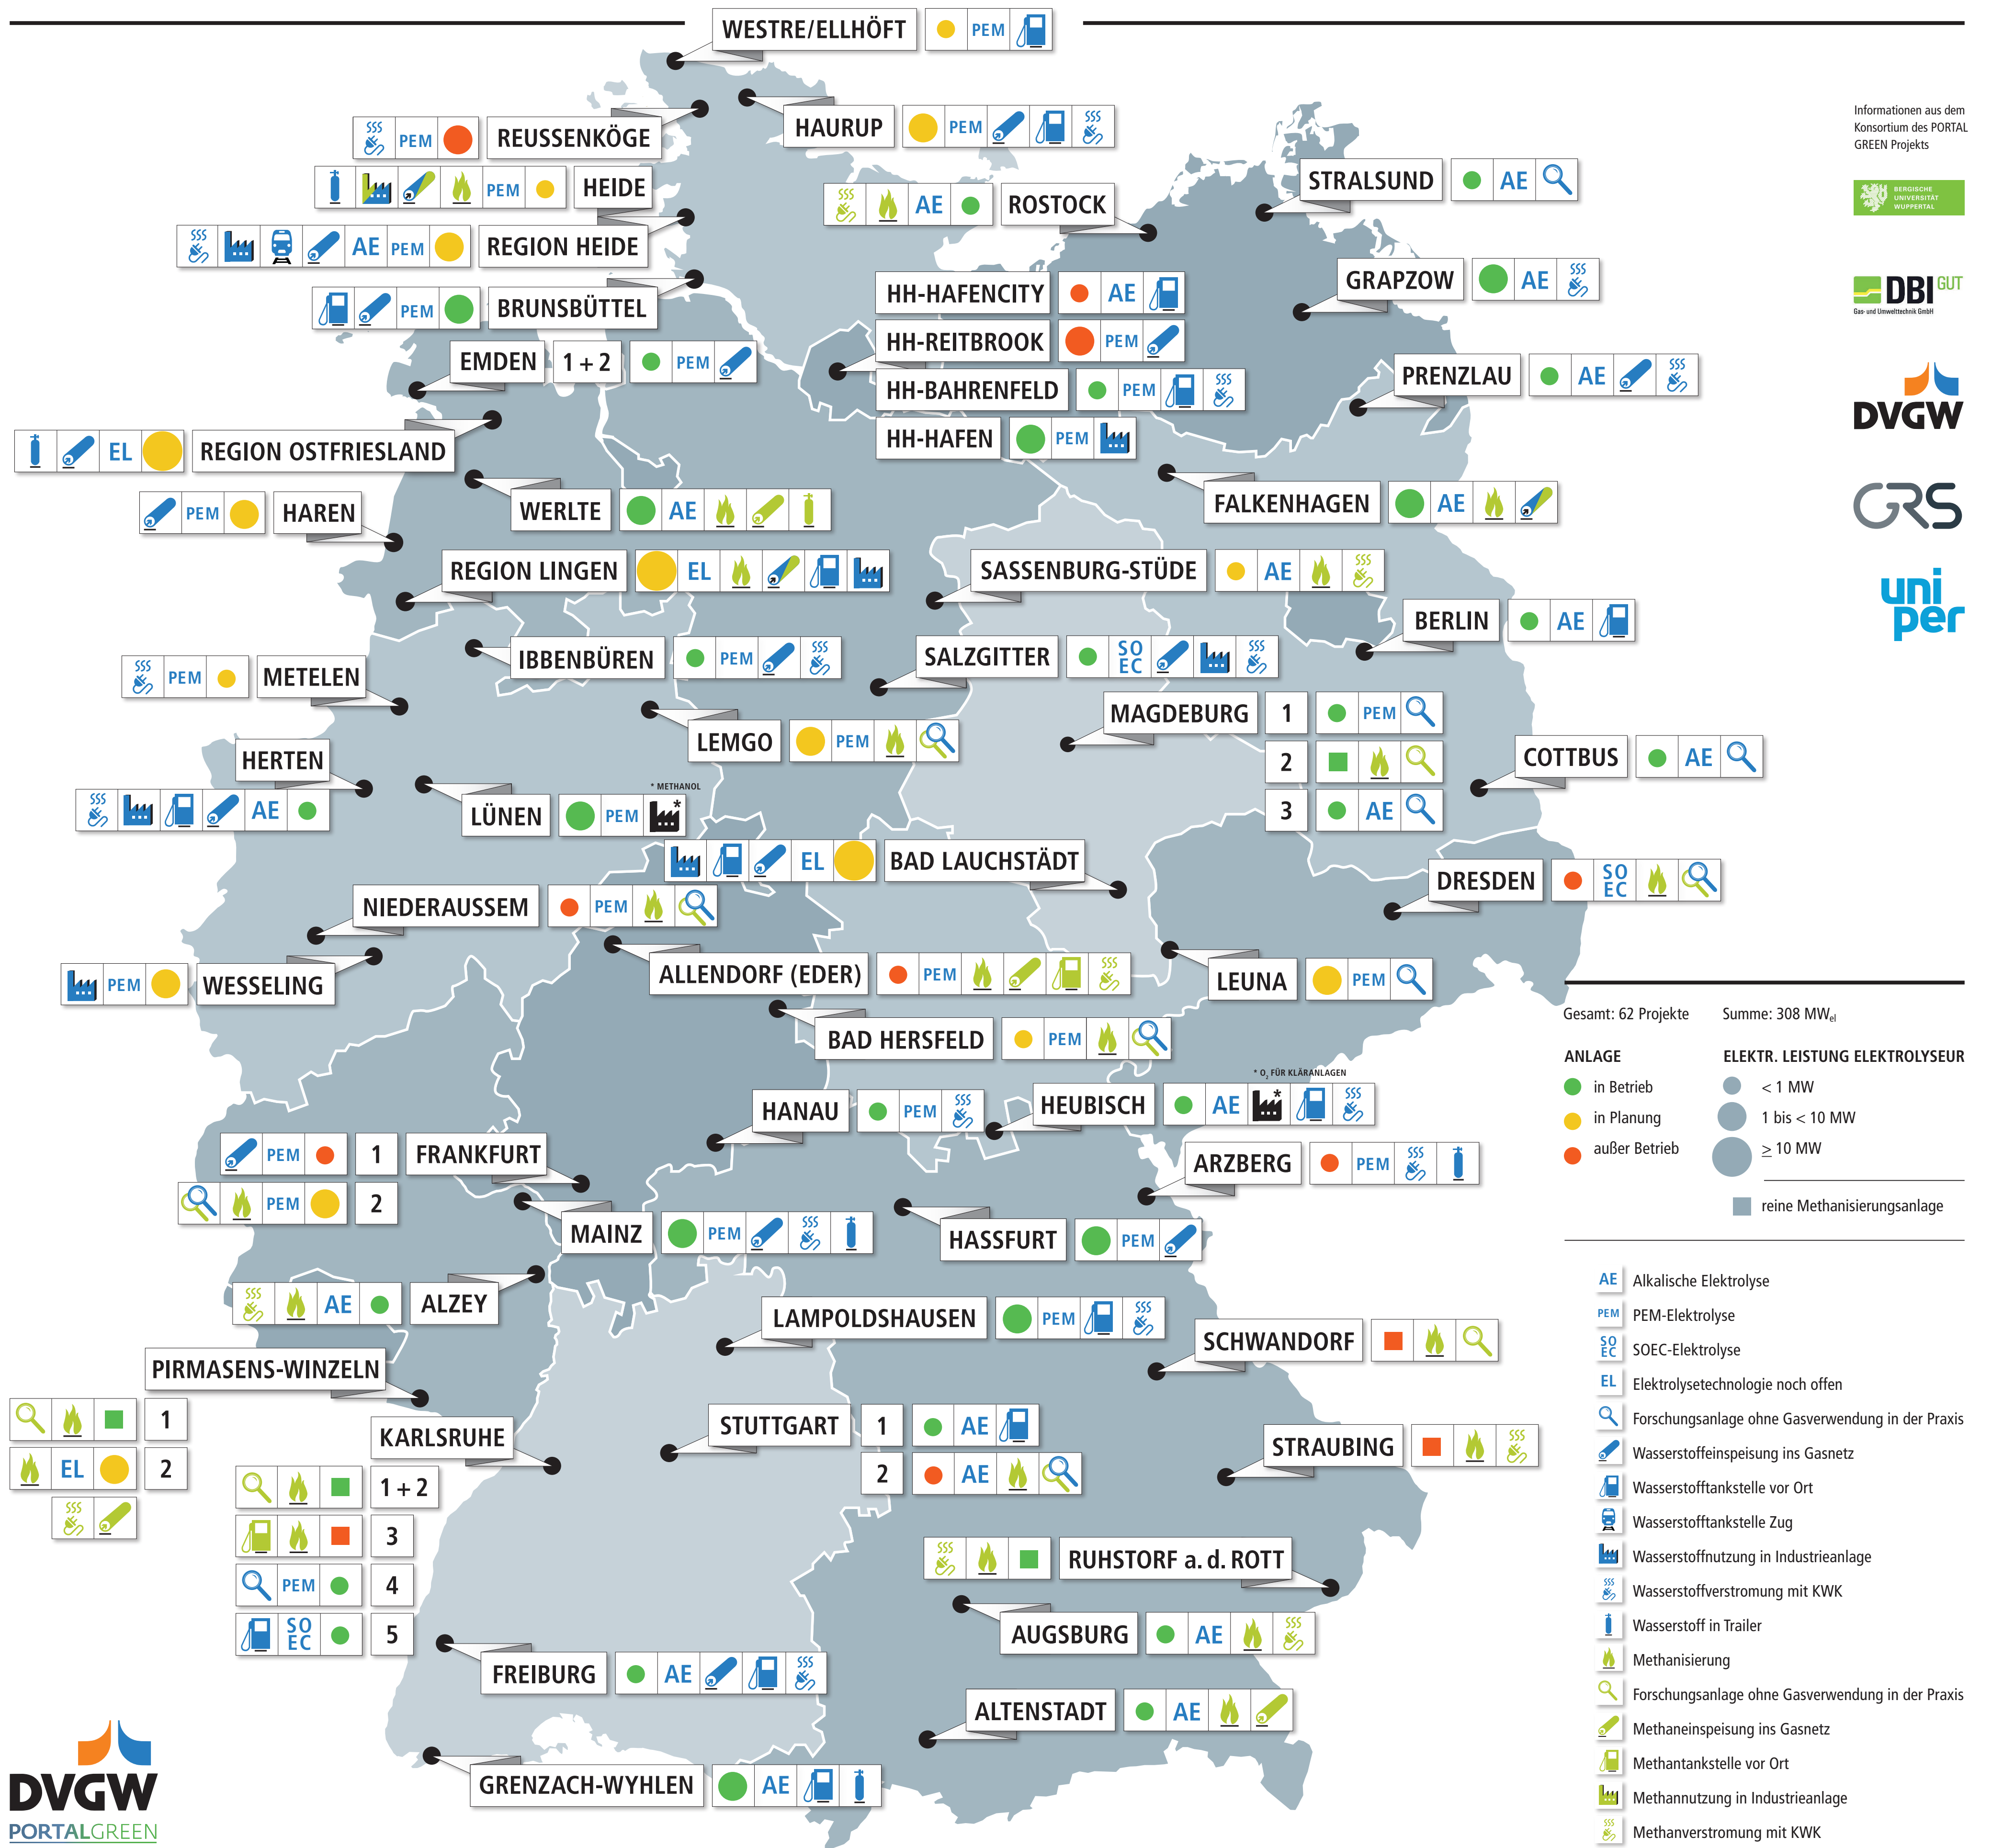 WESTRE/ELLHÖFT PEM
HAURUP PEM
PEM REUSSENKÖGE
PEM HEIDE
AE PEM REGION HEIDE
PEM BRUNSBÜTTEL
EMDEN 1 + 2 PEM
AE ROSTOCK
STRALSUND AE
GRAPZOW AE
HH-HAFENCITY AE
HH-REITBROOK PEM
HH-BAHRENFELD PEM
HH-HAFEN PEM
PRENZLAU AE
EL REGION OSTFRIESLAND
PEM HAREN
WERLTE AE
FALKENHAGEN AE
REGION LINGEN EL
SASSENBURG-STÜDE AE
BERLIN AE
IBBENBÜREN PEM
SALZGITTER SO
EC
PEM METELEN
LEMGO PEM
MAGDEBURG 1 PEM
2
3 AE
COTTBUS AE
HERTEN
AE
* METHANOL
LÜNEN PEM *
EL BAD LAUCHSTÄDT
DRESDEN SO
EC
NIEDERAUSSEM PEM
PEM WESSELING
ALLENDORF (EDER) PEM
LEUNA PEM
BAD HERSFELD PEM
HANAU PEM
* O2 FÜR KLÄRANLAGEN
HEUBISCH AE *
ARZBERG PEM
PEM 1 FRANKFURT
PEM 2
MAINZ PEM
HASSFURT PEM
AE ALZEY
LAMPOLDSHAUSEN PEM
SCHWANDORF
PIRMASENS-WINZELN
1
EL 2
KARLSRUHE
1 + 2
3
PEM 4
SO
EC 5
STUTTGART 1 AE
2 AE
STRAUBING
RUHSTORF a. d. ROTT
AUGSBURG AE
FREIBURG AE
ALTENSTADT AE
GRENZACH-WYHLEN AE
Informationen aus dem
Konsortium des PORTAL
GREEN Projekts
BERGISCHE
UNIVERSITÄT
WUPPERTAL
DBI GUT
Gas- und Umwelttechnik GmbH
DVGW
GRS
uni
per
Gesamt: 62 Projekte Summe: 308 MWel
ANLAGE ELEKTR. LEISTUNG ELEKTROLYSEUR
in Betrieb < 1 MW
in Planung 1 bis < 10 MW
außer Betrieb ≥ 10 MW
reine Methanisierungsanlage
AE Alkalische Elektrolyse
PEM PEM-Elektrolyse
SO
EC SOEC-Elektrolyse
EL Elektrolysetechnologie noch offen
Forschungsanlage ohne Gasverwendung in der Praxis
Wasserstoffeinspeisung ins Gasnetz
Wasserstofftankstelle vor Ort
Wasserstofftankstelle Zug
Wasserstoffnutzung in Industrieanlage
Wasserstoffverstromung mit KWK
Wasserstoff in Trailer
Methanisierung
Forschungsanlage ohne Gasverwendung in der Praxis
Methaneinspeisung ins Gasnetz
Methantankstelle vor Ort
Methannutzung in Industrieanlage
Methanverstromung mit KWK
DVGW
PORTALGREEN